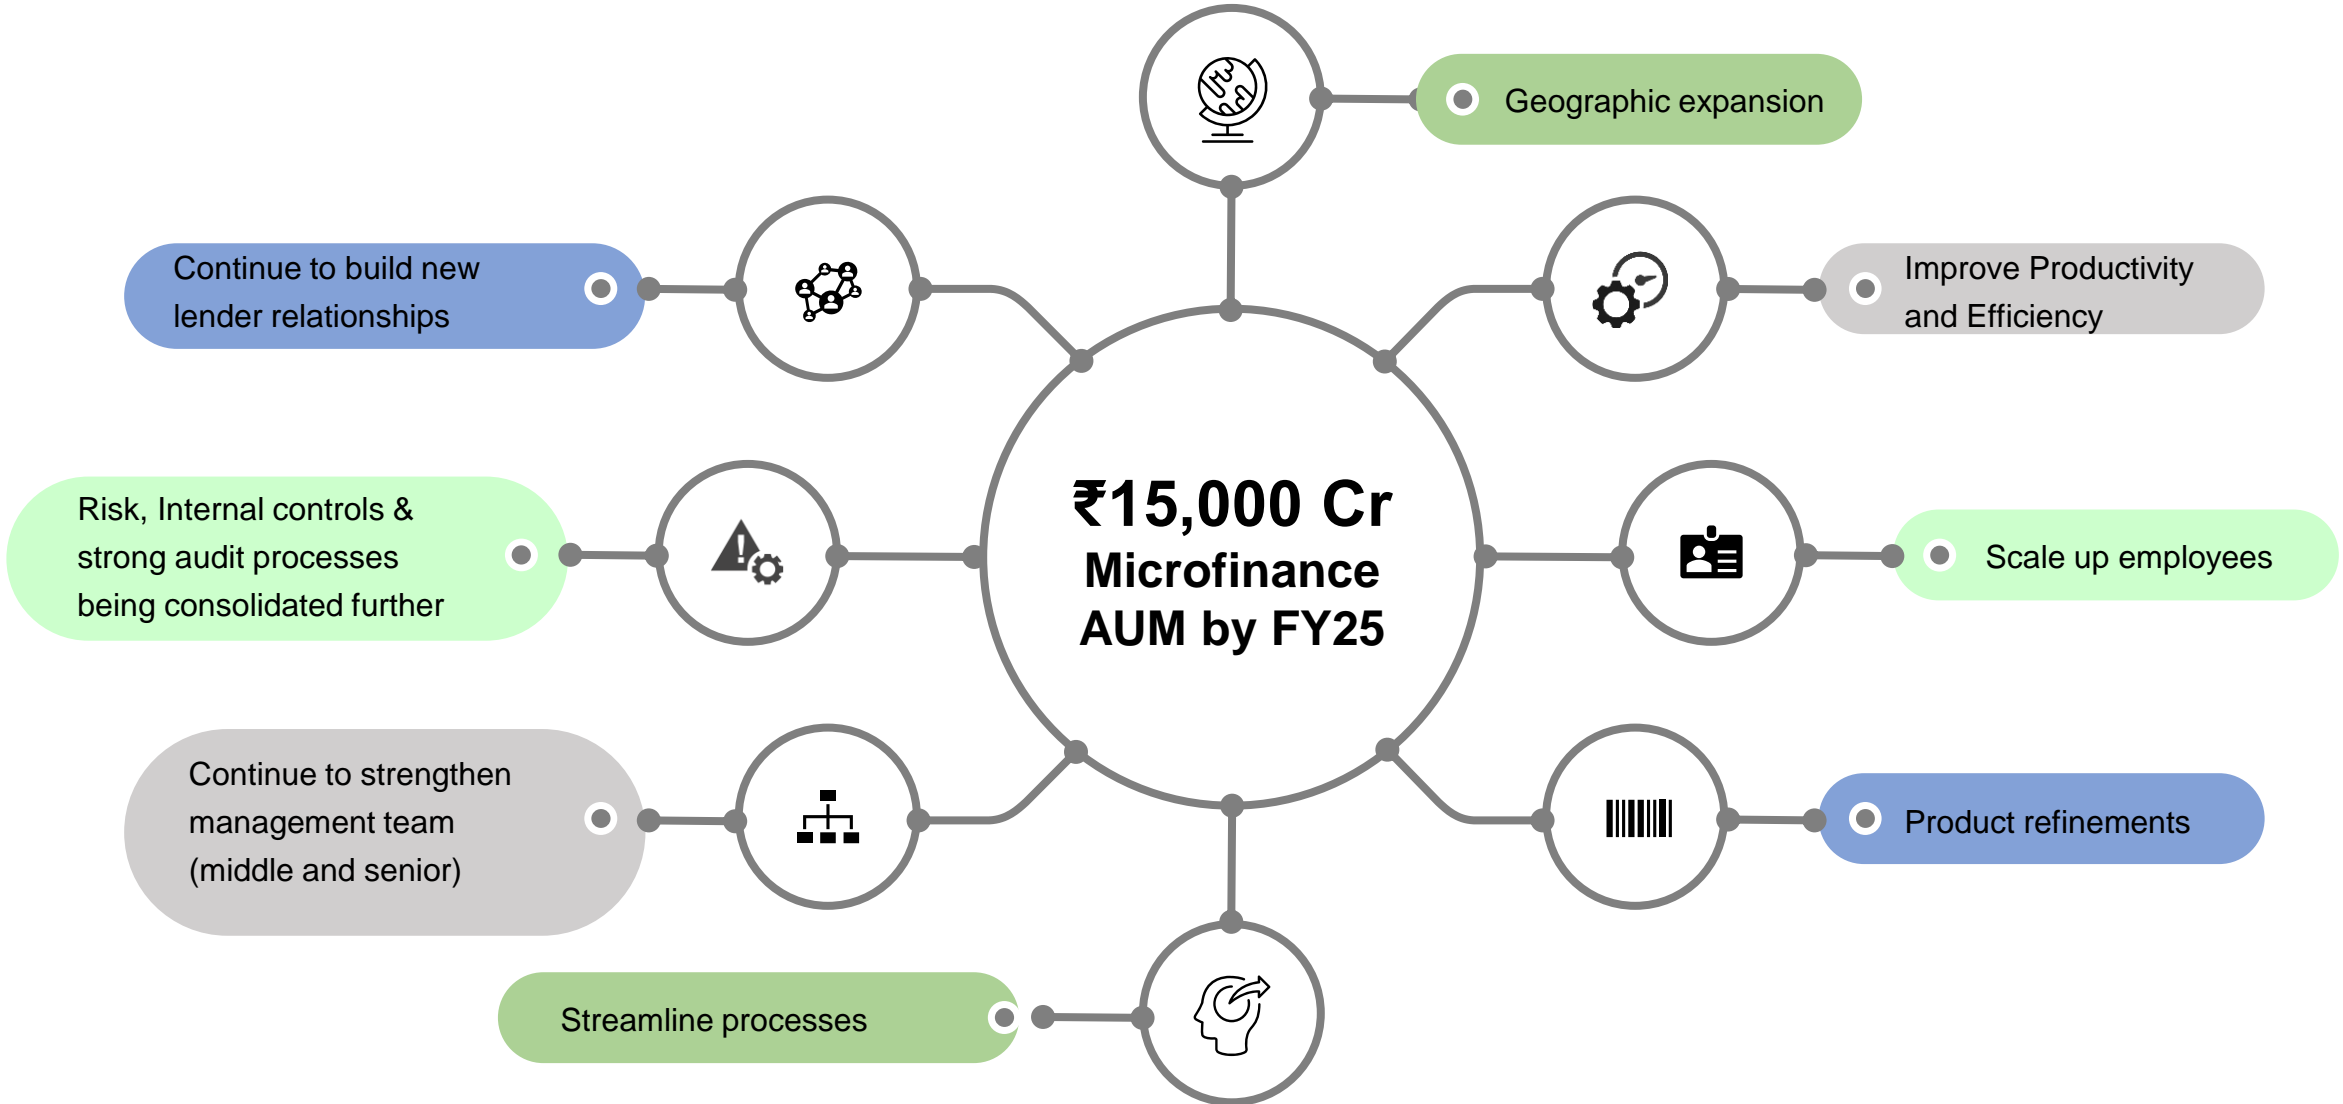 Geographic expansion
Continue to build new
lender relationships
Improve Productivity
and Efficiency
Risk, Internal controls &
strong audit processes
being consolidated further
₹15,000 Cr
Microfinance
AUM by FY25
Scale up employees
Continue to strengthen
management team
(middle and senior)
Product refinements
Streamline processes